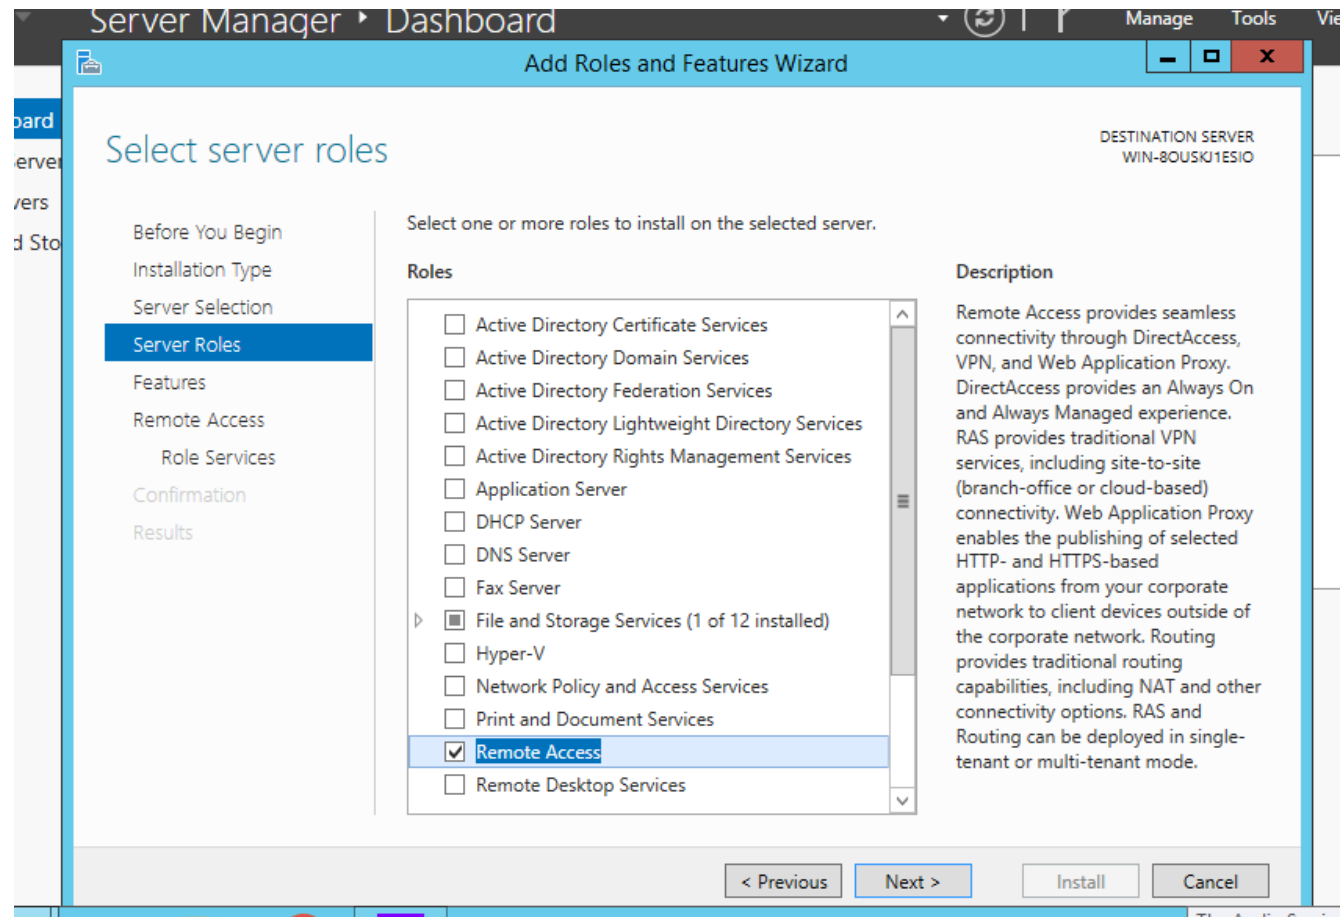 Server Manager ‣ Dashboard
Manage Tools
Add Roles and Features Wizard
Select server roles
DESTINATION SERVER
WIN-8OUSKJ1ESIO
Before You Begin
Installation Type
Server Selection
Server Roles
Features
Remote Access
Role Services
Confirmation
Results
Select one or more roles to install on the selected server.
Roles
Active Directory Certificate Services
Active Directory Domain Services
Active Directory Federation Services
Active Directory Lightweight Directory Services
Active Directory Rights Management Services
Application Server
DHCP Server
DNS Server
Fax Server
File and Storage Services (1 of 12 installed)
Hyper-V
Network Policy and Access Services
Print and Document Services
Remote Access
Remote Desktop Services
Description
Remote Access provides seamless
connectivity through DirectAccess,
VPN, and Web Application Proxy.
DirectAccess provides an Always On
and Always Managed experience.
RAS provides traditional VPN
services, including site-to-site
(branch-office or cloud-based)
connectivity. Web Application Proxy
enables the publishing of selected
HTTP- and HTTPS-based
applications from your corporate
network to client devices outside of
the corporate network. Routing
provides traditional routing
capabilities, including NAT and other
connectivity options. RAS and
Routing can be deployed in single-
tenant or multi-tenant mode.
< Previous
Next >
Install
Cancel